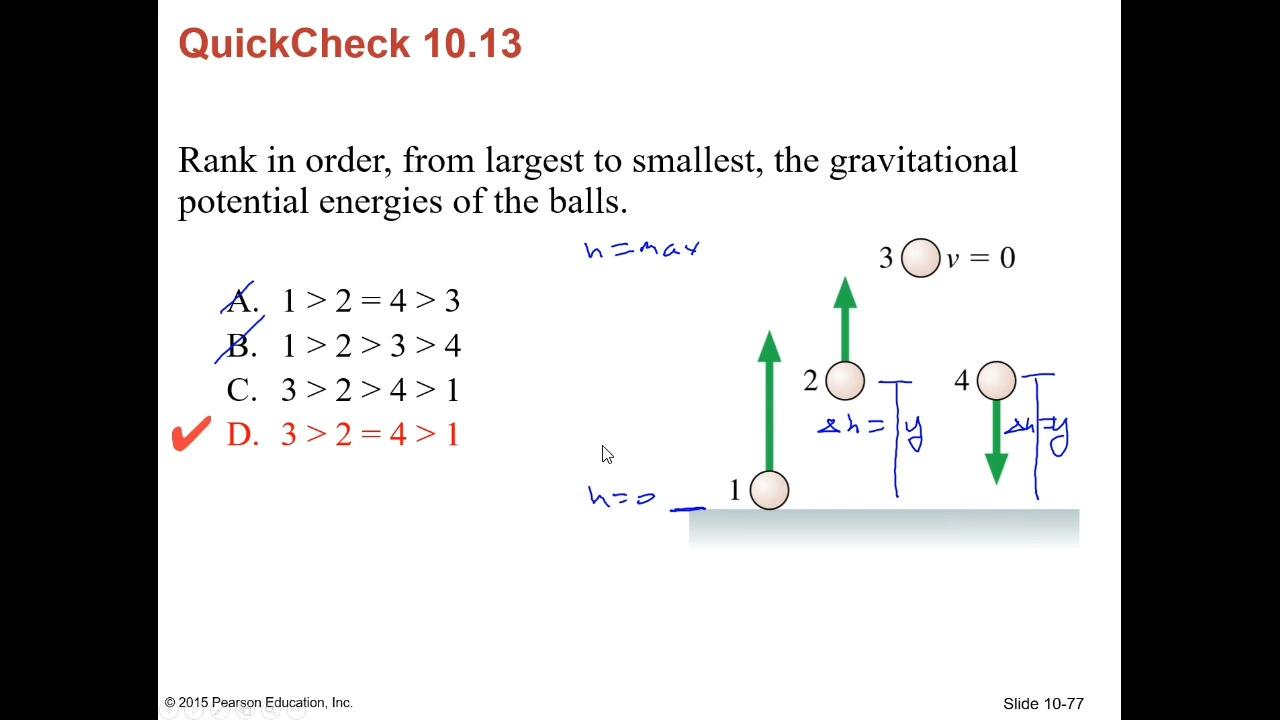 QuickCheck 10.13
Rank in order, from largest to smallest, the gravitational
potential energies of the balls.
h = max
3 v = 0
A. 1 > 2 = 4 > 3
B. 1 > 2 > 3 > 4
C. 3 > 2 > 4 > 1
D. 3 > 2 = 4 > 1
2
4
Δh = y
Δh = y
h = 0
1
© 2015 Pearson Education, Inc.
Slide 10-77